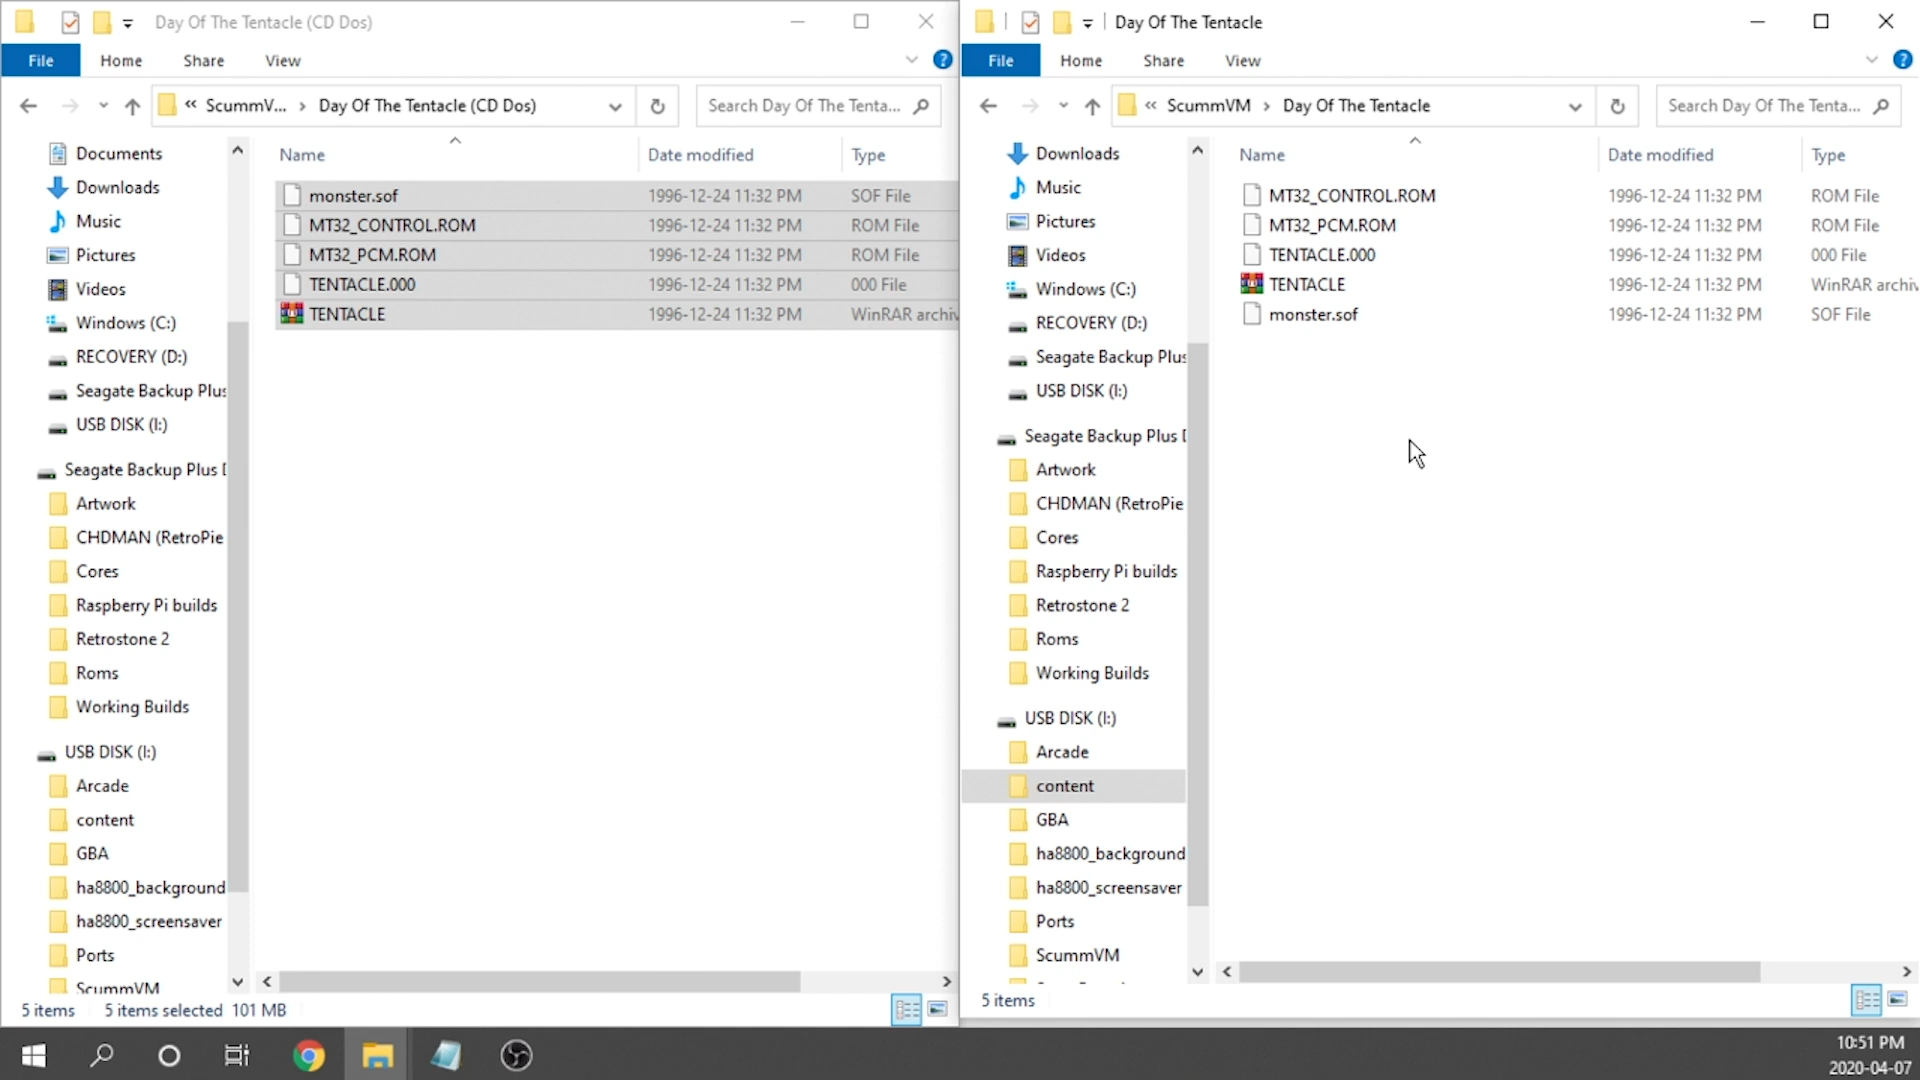 Day Of The Tentacle (CD Dos)
File Home Share View
« ScummV... › Day Of The Tentacle (CD Dos)
Search Day Of The Tenta...
Documents
Downloads
Music
Pictures
Videos
Windows (C:)
RECOVERY (D:)
Seagate Backup Plus
USB DISK (I:)
Seagate Backup Plus D
Artwork
CHDMAN (RetroPie
Cores
Raspberry Pi builds
Retrostone 2
Roms
Working Builds
USB DISK (I:)
Arcade
content
GBA
ha8800_background
ha8800_screensaver
Ports
ScummVM
Name Date modified Type
monster.sof 1996-12-24 11:32 PM SOF File
MT32_CONTROL.ROM 1996-12-24 11:32 PM ROM File
MT32_PCM.ROM 1996-12-24 11:32 PM ROM File
TENTACLE.000 1996-12-24 11:32 PM 000 File
TENTACLE 1996-12-24 11:32 PM WinRAR archiv
5 items 5 items selected 101 MB
Day Of The Tentacle
File Home Share View
« ScummVM › Day Of The Tentacle
Search Day Of The Tenta...
Downloads
Music
Pictures
Videos
Windows (C:)
RECOVERY (D:)
Seagate Backup Plus
USB DISK (I:)
Seagate Backup Plus D
Artwork
CHDMAN (RetroPie
Cores
Raspberry Pi builds
Retrostone 2
Roms
Working Builds
USB DISK (I:)
Arcade
content
GBA
ha8800_background
ha8800_screensaver
Ports
ScummVM
Name Date modified Type
MT32_CONTROL.ROM 1996-12-24 11:32 PM ROM File
MT32_PCM.ROM 1996-12-24 11:32 PM ROM File
TENTACLE.000 1996-12-24 11:32 PM 000 File
TENTACLE 1996-12-24 11:32 PM WinRAR archiv
monster.sof 1996-12-24 11:32 PM SOF File
5 items
10:51 PM
2020-04-07